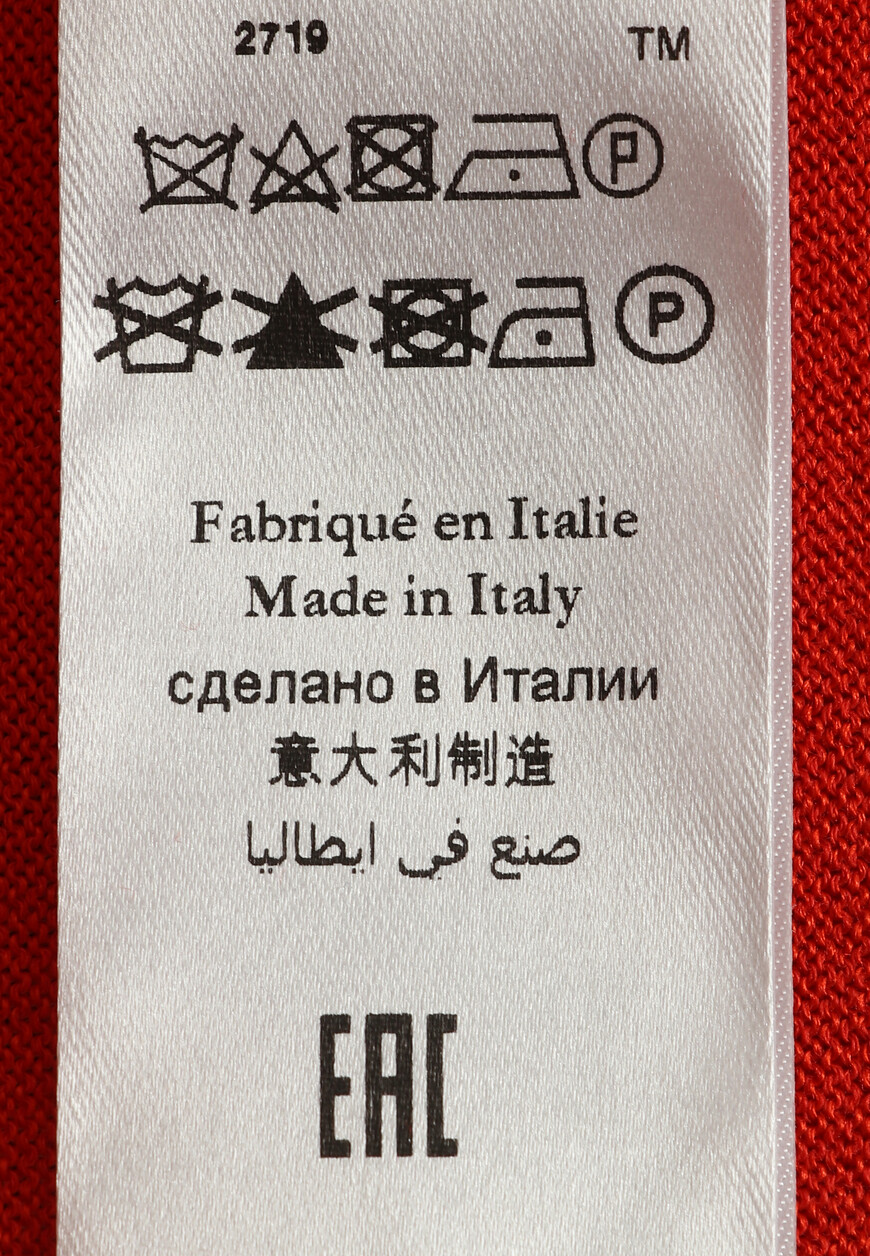 2719 TM
P
P
Fabriqué en Italie
Made in Italy
сделано в Италии
意大利制造
صنع في ايطاليا
EAC